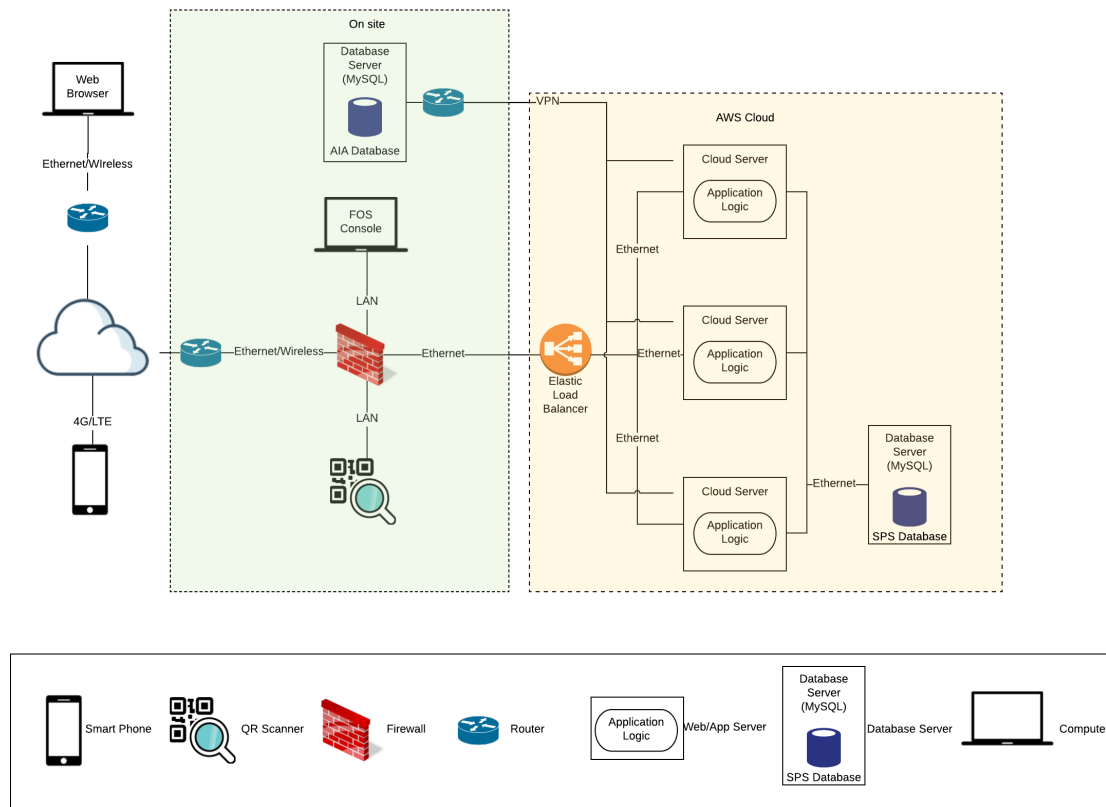 On site
Database
Server
(MySQL)
AIA Database
Web
Browser
Ethernet/WIreless
VPN
AWS Cloud
Cloud Server
Application
Logic
FOS
Console
Ethernet
LAN
Cloud Server
Application
Logic
Ethernet/Wireless
Ethernet
Ethernet
Elastic
Load
Balancer
4G/LTE
LAN
Ethernet
Database
Server
(MySQL)
SPS Database
Cloud Server
Application
Logic
Ethernet
Smart Phone
QR Scanner
Firewall
Router
Application
Logic
Web/App Server
Database
Server
(MySQL)
SPS Database
Database Server
Compute